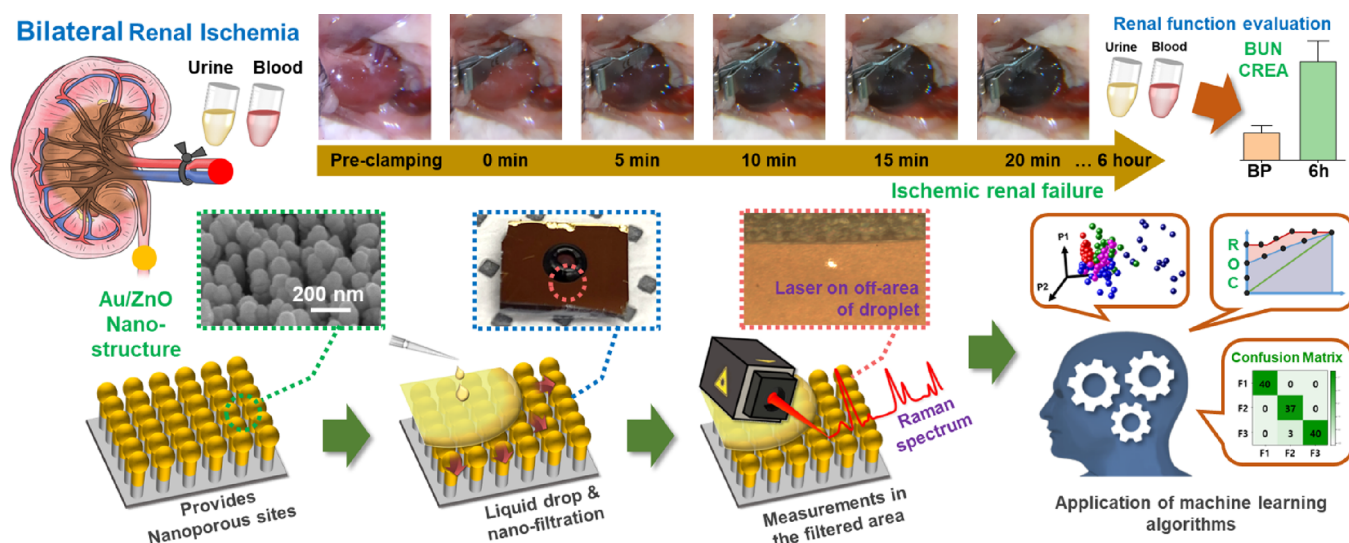 Bilateral Renal Ischemia
Urine
Blood
Pre-clamping
0 min
5 min
10 min
15 min
20 min
... 6 hour
Ischemic renal failure
Renal function evaluation
BUN
CREA
BP
6h
Au/ZnO
Nano-
structure
200 nm
Provides
Nanoporous sites
Liquid drop &
nano-filtration
Laser on off-area
of droplet
Raman
spectrum
Measurements in
the filtered area
P1
P2
R
O
C
Confusion Matrix
F1 40 0 0
F2 0 37 0
F3 0 3 40
F1 F2 F3
Application of machine learning
algorithms